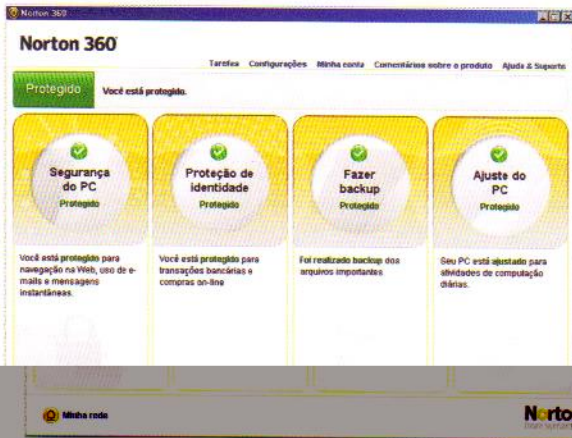 Norton 360
Norton 360
Tarefas Configurações Minha conta Comentários sobre o produto Ajuda & Suporte
Protegido
Você está protegido.
Segurança
do PC
Protegido
Você está protegido para
navegação na Web, uso de e-
mails e mensagens
instantâneas.
Proteção de
identidade
Protegido
Você está protegido para
transações bancárias e
compras on-line
Fazer
backup
Protegido
Foi realizado backup dos
arquivos importantes
Ajuste do
PC
Protegido
Seu PC está ajustado para
atividades de computação
diárias.
Minha rede
Norto